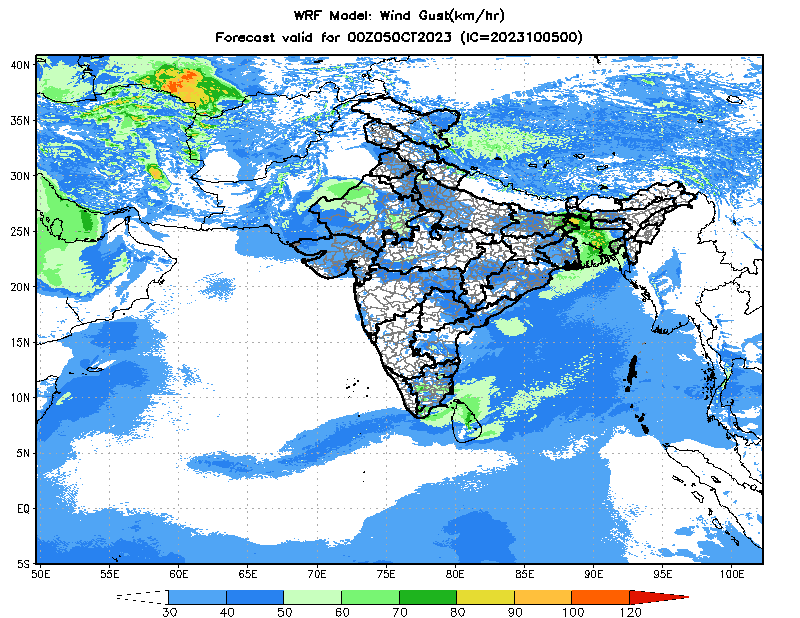 WRF Model: Wind Gust(km/hr)
Forecast valid for 00Z05OCT2023 (IC=2023100500)
40N
35N
30N
25N
20N
15N
10N
5N
EQ
5S
50E 55E 60E 65E 70E 75E 80E 85E 90E 95E 100E
30 40 50 60 70 80 90 100 120